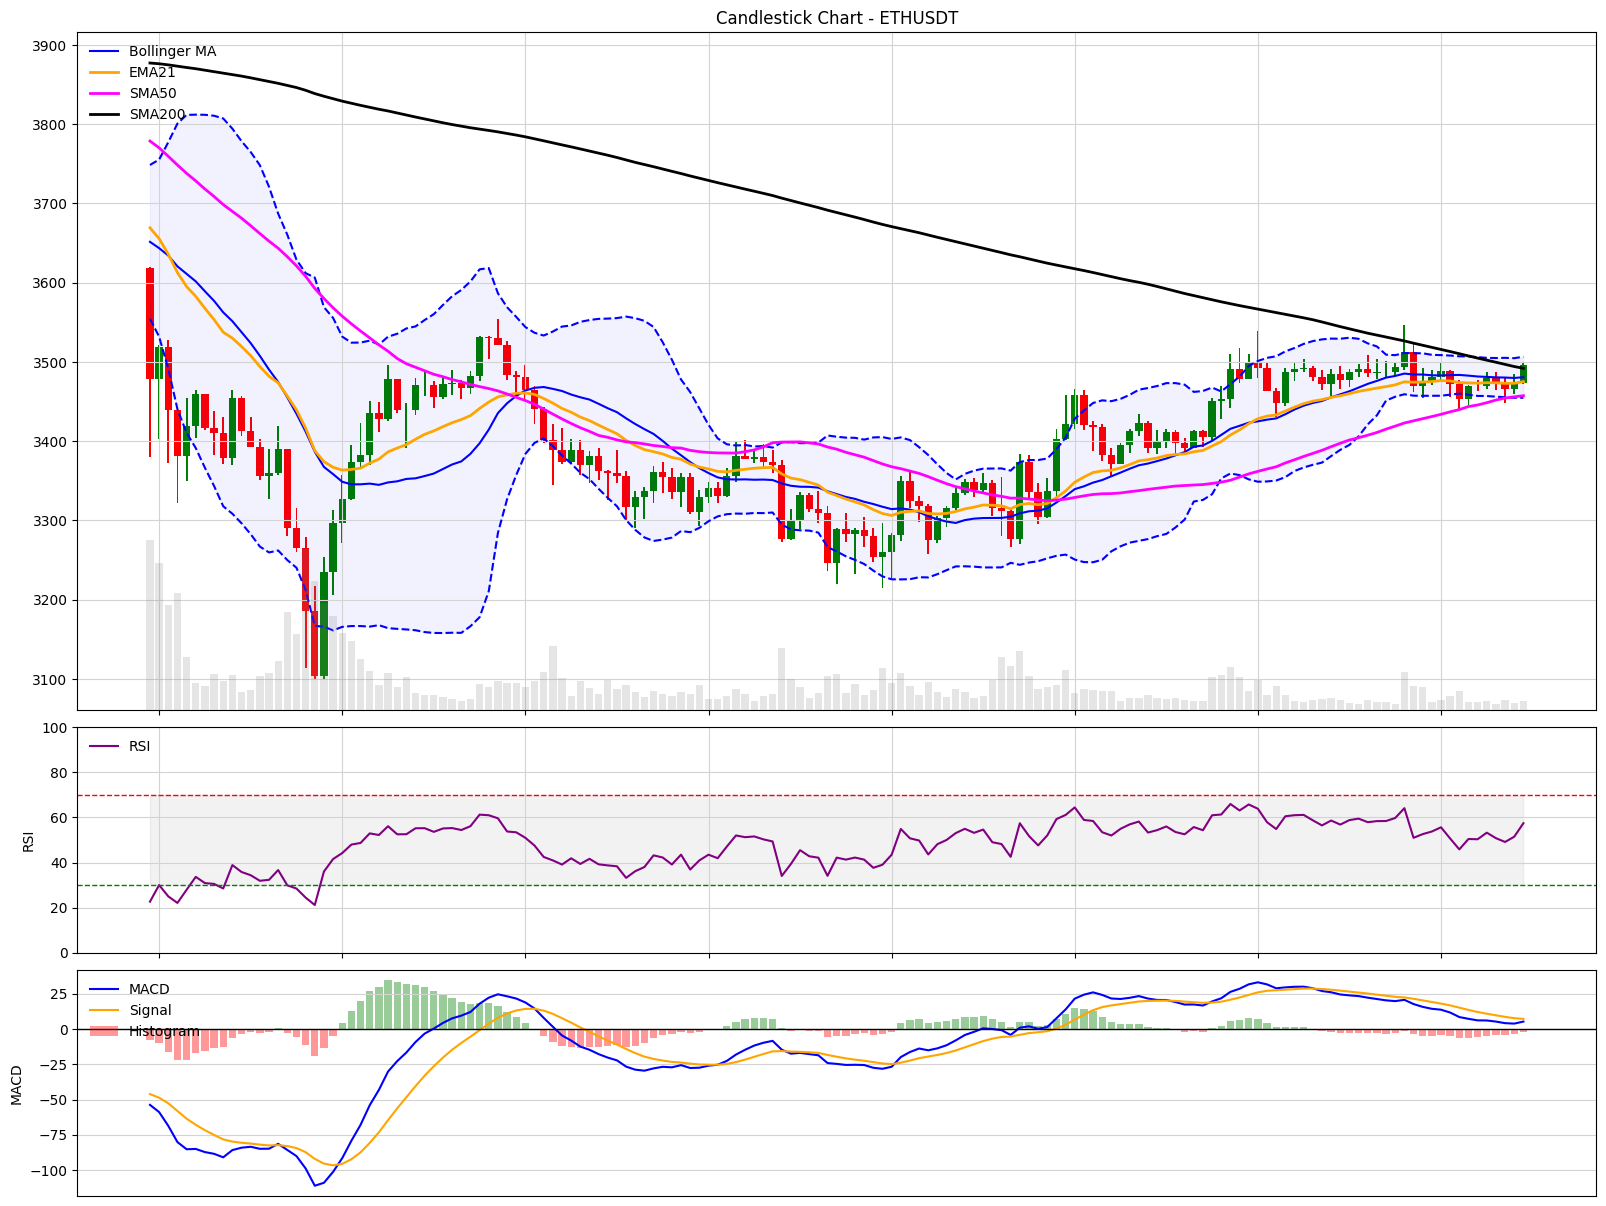 Candlestick Chart - ETHUSDT
3900
3800
3700
3600
3500
3400
3300
3200
3100
Bollinger MA
EMA21
SMA50
SMA200
100
80
60
40
20
0
RSI
RSI
25
0
−25
−50
−75
−100
MACD
MACD
Signal
Histogram